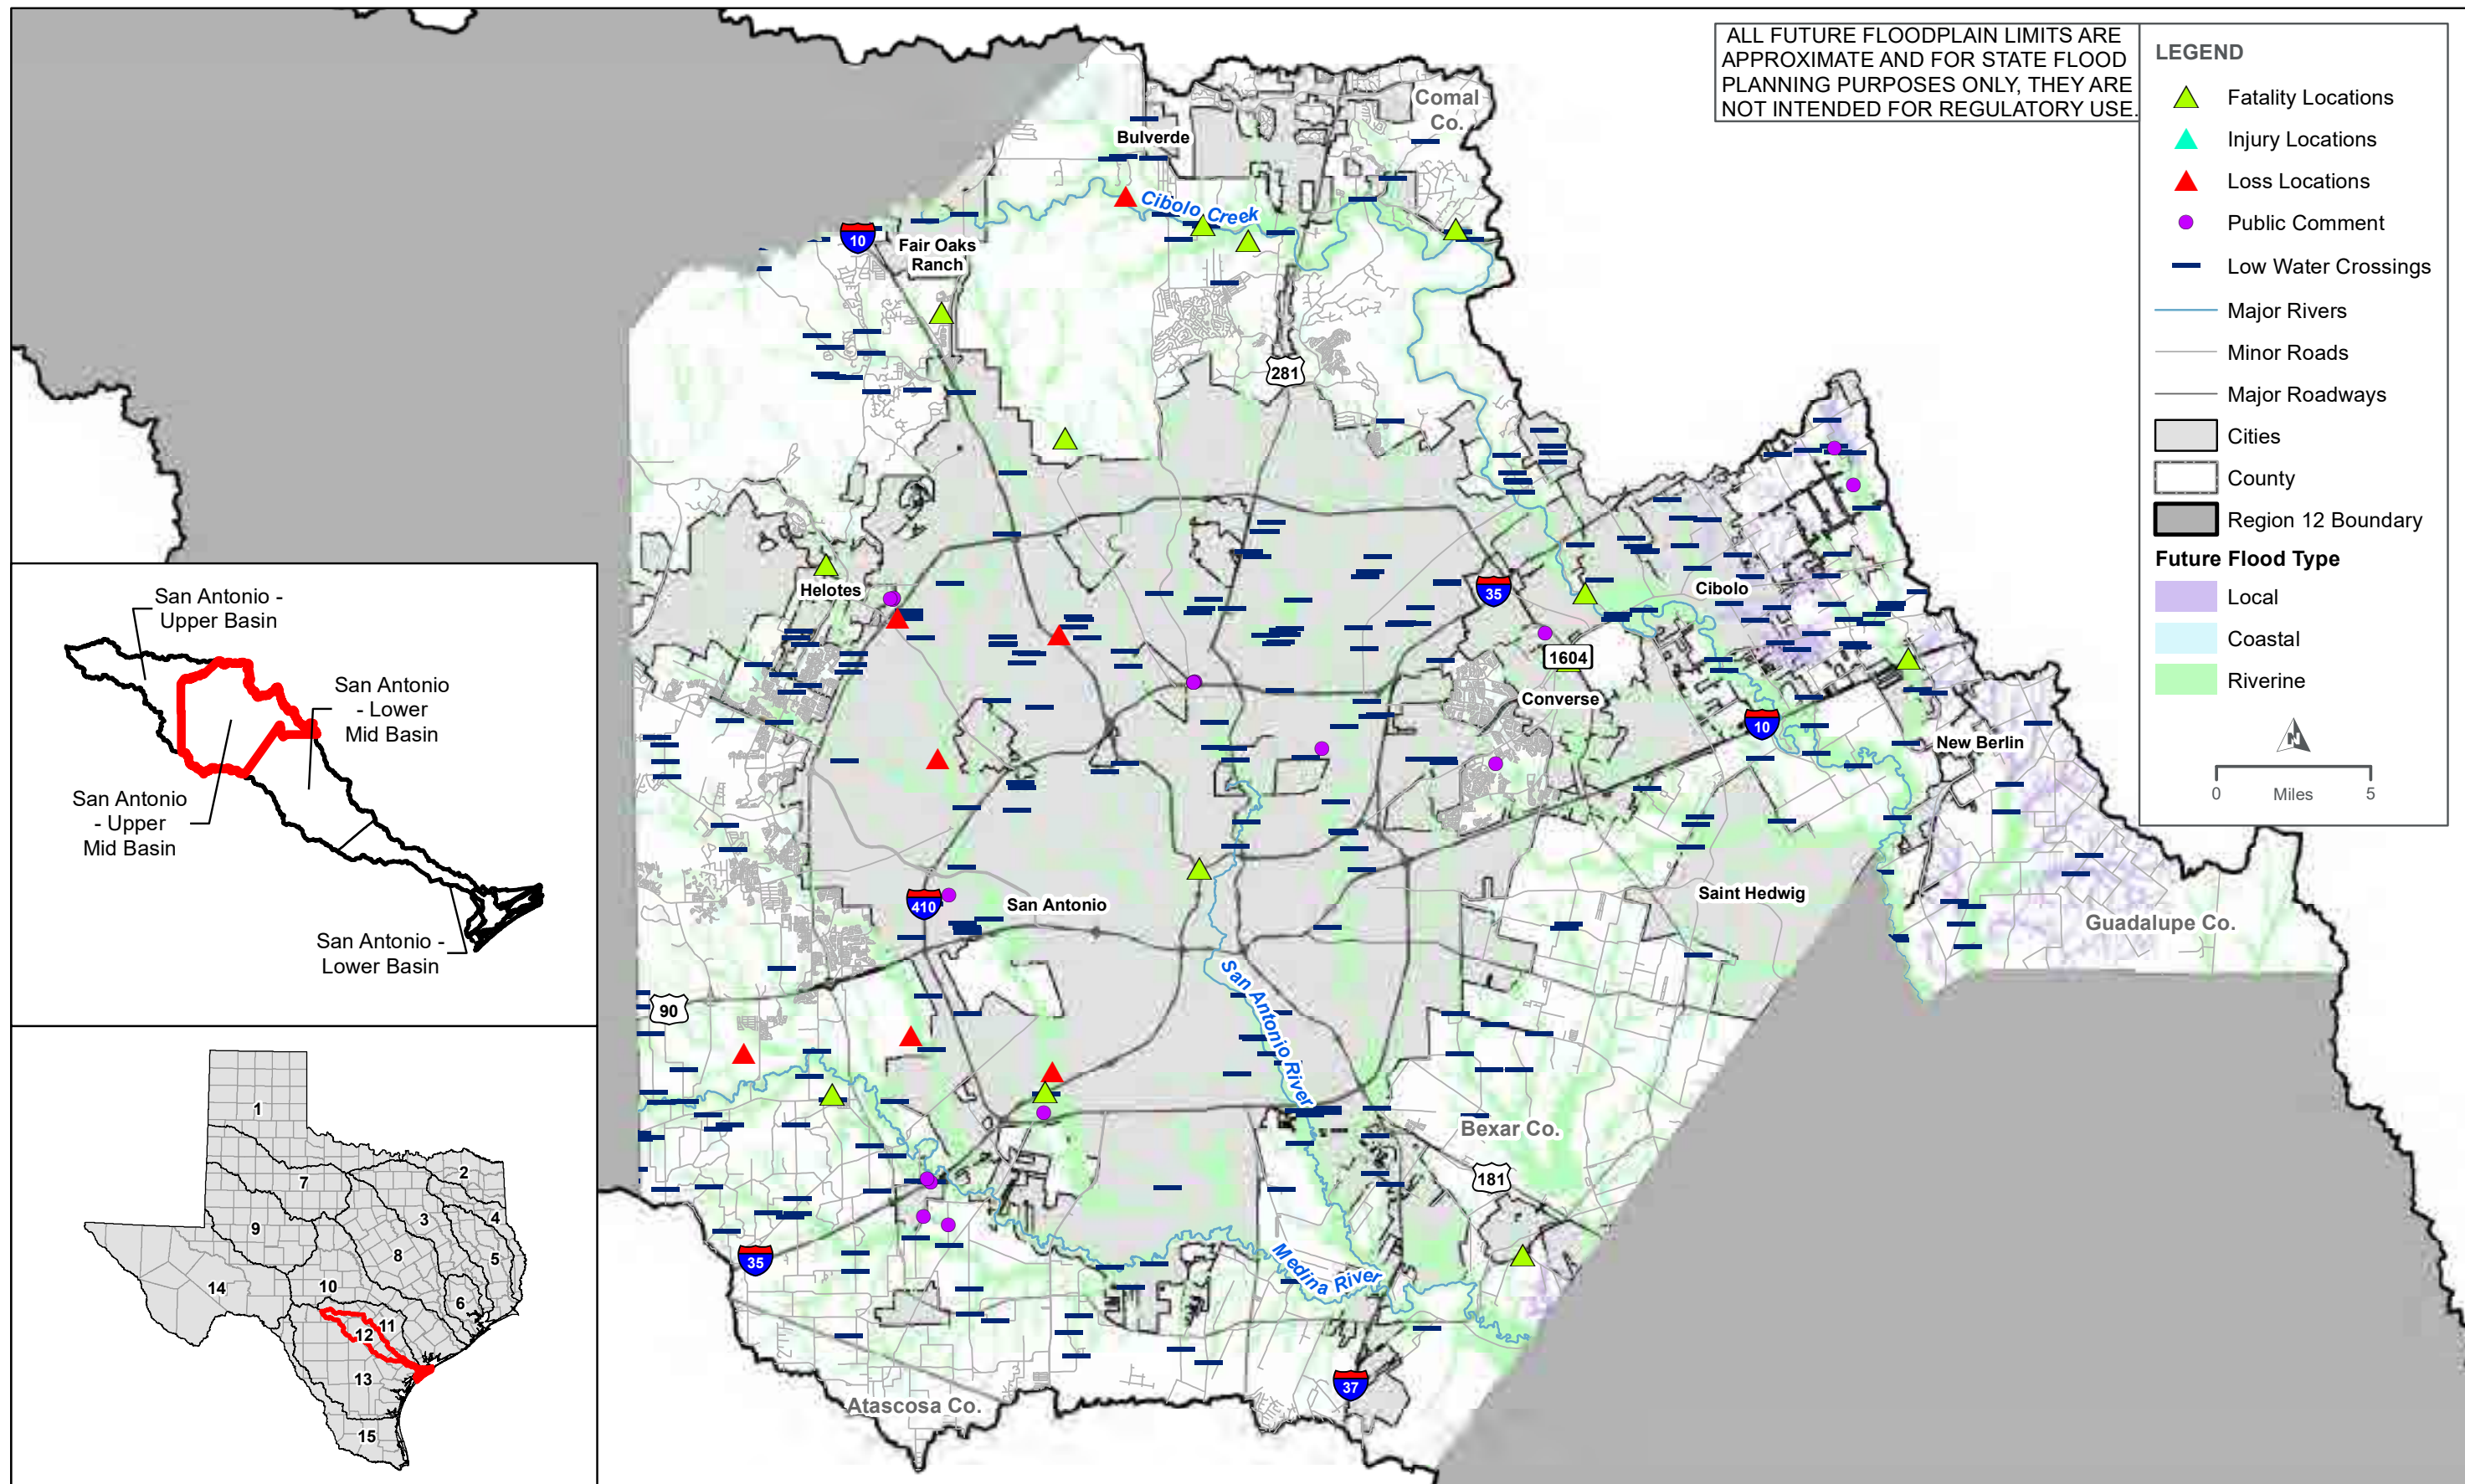 ALL FUTURE FLOODPLAIN LIMITS ARE
APPROXIMATE AND FOR STATE FLOOD
PLANNING PURPOSES ONLY, THEY ARE
NOT INTENDED FOR REGULATORY USE.
LEGEND
Fatality Locations
Injury Locations
Loss Locations
Public Comment
Low Water Crossings
Major Rivers
Minor Roads
Major Roadways
Cities
County
Region 12 Boundary
Future Flood Type
Local
Coastal
Riverine
N
0 Miles 5
Comal
Co.
Bulverde
Cibolo Creek
10
Fair Oaks
Ranch
281
Helotes
35
Cibolo
1604
Converse
10
New Berlin
410
San Antonio
Saint Hedwig
Guadalupe Co.
90
San Antonio River
Bexar Co.
181
35
Medina River
37
Atascosa Co.
San Antonio -
Upper Basin
San Antonio
- Lower
Mid Basin
San Antonio
- Upper
Mid Basin
San Antonio -
Lower Basin
1
2
7
3
4
9
8
5
14
10
6
11
12
13
15